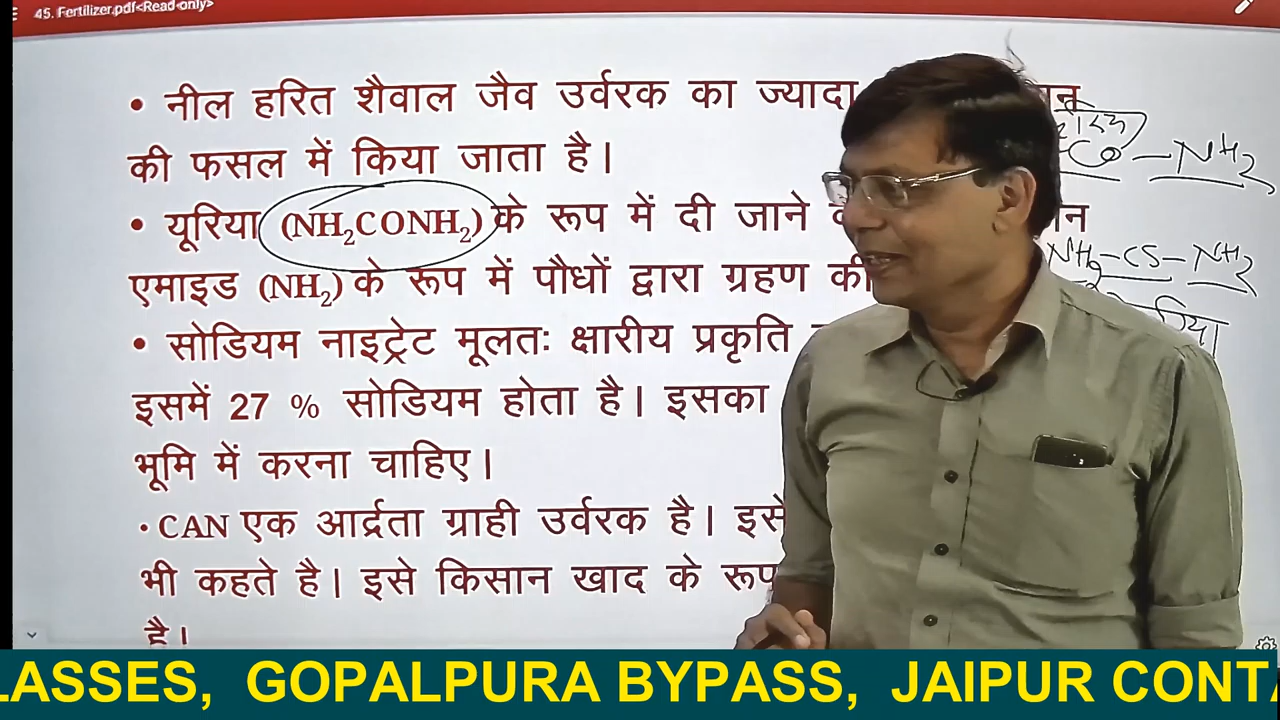 45. Fertilizer.pdf<Read-only>
• नील हरित शैवाल जैव उर्वरक का ज्यादा
CO - NH2
की फसल में किया जाता है।
• यूरिया (NH2CONH2) के रूप में दी जाने
NH2 - CS - NH2
एमाइड (NH2) के रूप में पौधों द्वारा ग्रहण की
• सोडियम नाइट्रेट मूलतः क्षारीय प्रकृति
इसमें 27 % सोडियम होता है। इसका
भूमि में करना चाहिए।
• CAN एक आर्द्रता ग्राही उर्वरक है। इसे
भी कहते है। इसे किसान खाद के रूप
है।
LASSES, GOPALPURA BYPASS, JAIPUR CONTA